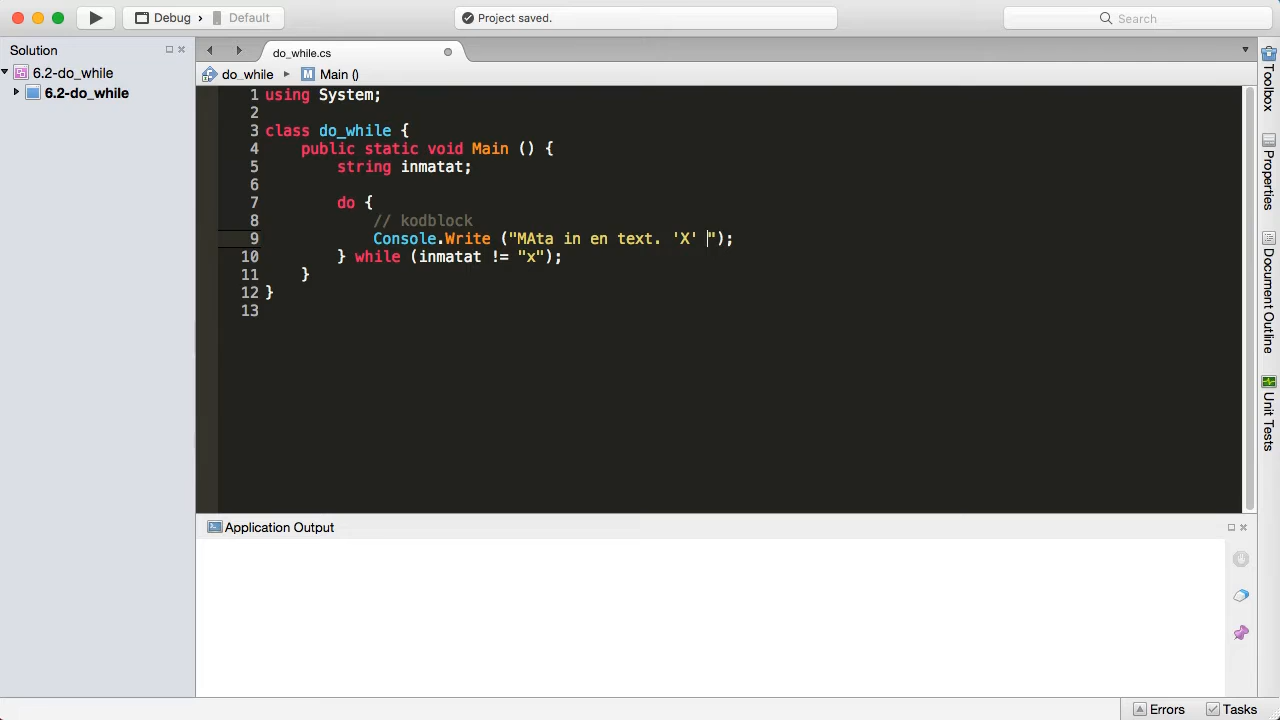 Debug › Default
Project saved.
Search
Solution
6.2-do_while
6.2-do_while
do_while.cs
do_while ▸ Main ()
1 using System;
2
3 class do_while {
4 public static void Main () {
5 string inmatat;
6
7 do {
8 // kodblock
9 Console.Write ("MAta in en text. 'X' ");
10 } while (inmatat != "x");
11 }
12 }
13
Application Output
Toolbox
Properties
Document Outline
Unit Tests
Errors
Tasks